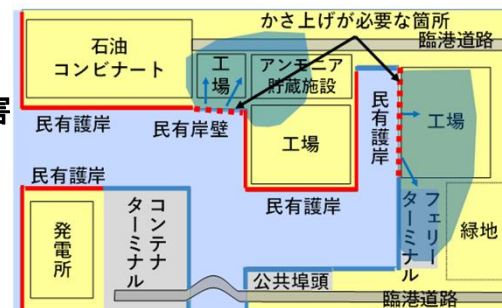 かさ上げが必要な箇所
臨港道路
石油
コンビナート
工場
アンモニア
貯蔵施設
害
民有護岸
民有岸壁
工場
民有護岸
工場
民有護岸
民有護岸
発電所
コンテナ
ターミナル
フェリー
ターミナル
緑地
公共埠頭
臨港道路